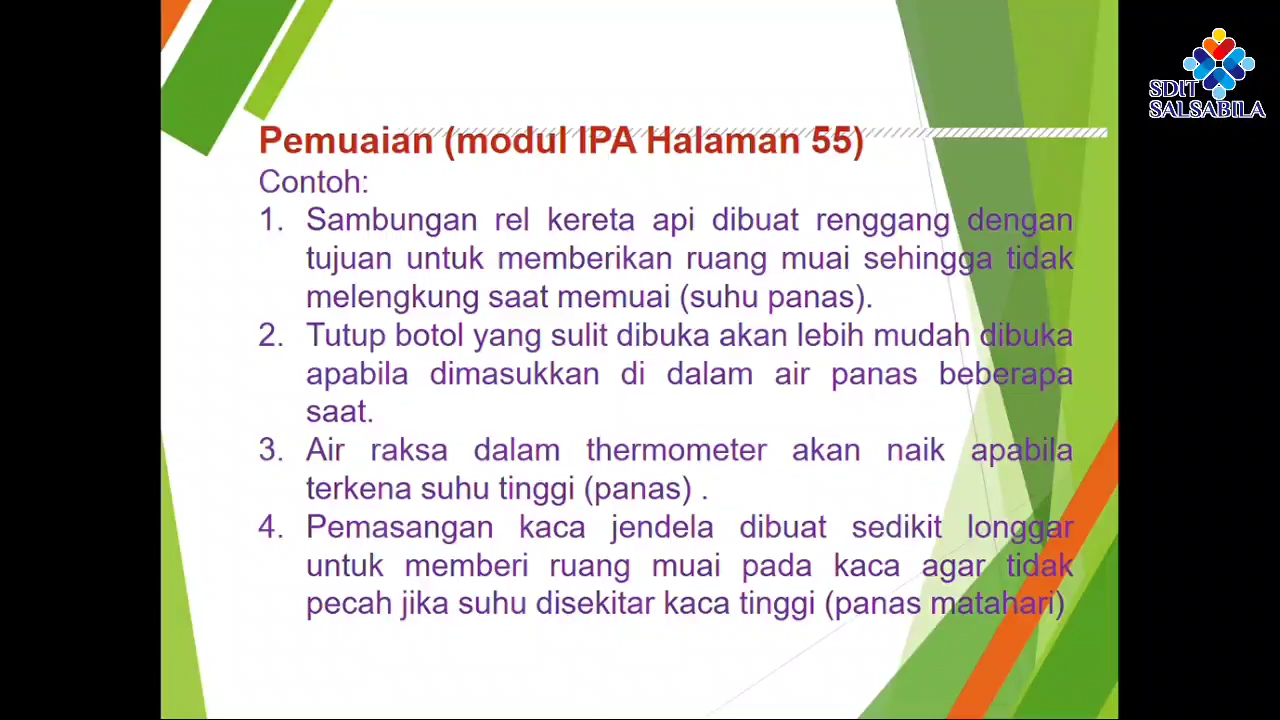 SDIT
SALSABILA
Pemuaian (modul IPA Halaman 55)
Contoh:
1. Sambungan rel kereta api dibuat renggang dengan
tujuan untuk memberikan ruang muai sehingga tidak
melengkung saat memuai (suhu panas).
2. Tutup botol yang sulit dibuka akan lebih mudah dibuka
apabila dimasukkan di dalam air panas beberapa
saat.
3. Air raksa dalam thermometer akan naik apabila
terkena suhu tinggi (panas) .
4. Pemasangan kaca jendela dibuat sedikit longgar
untuk memberi ruang muai pada kaca agar tidak
pecah jika suhu disekitar kaca tinggi (panas matahari)